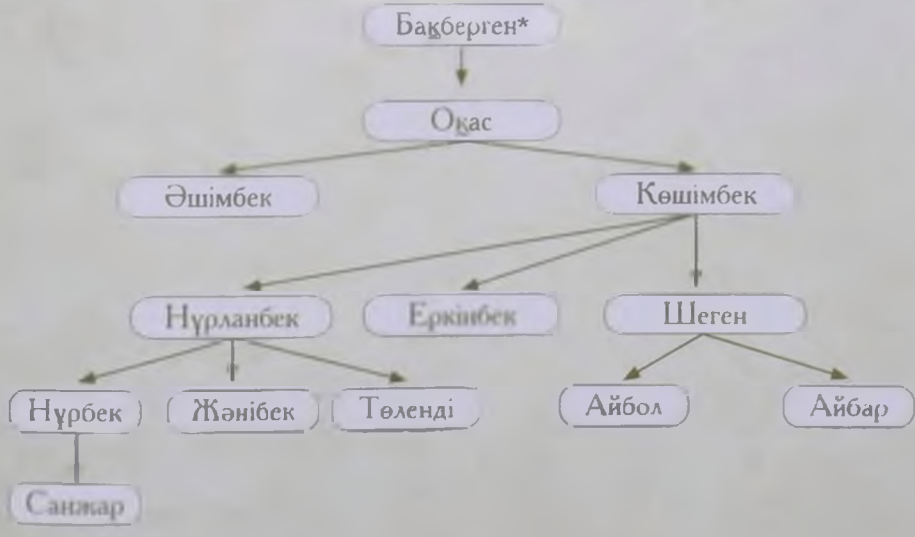 Бақберген*
Оқас
Әшімбек
Көшімбек
Нұрланбек
Еркінбек
Шеген
Нұрбек
Жәнібек
Төленді
Айбол
Айбар
Санжар